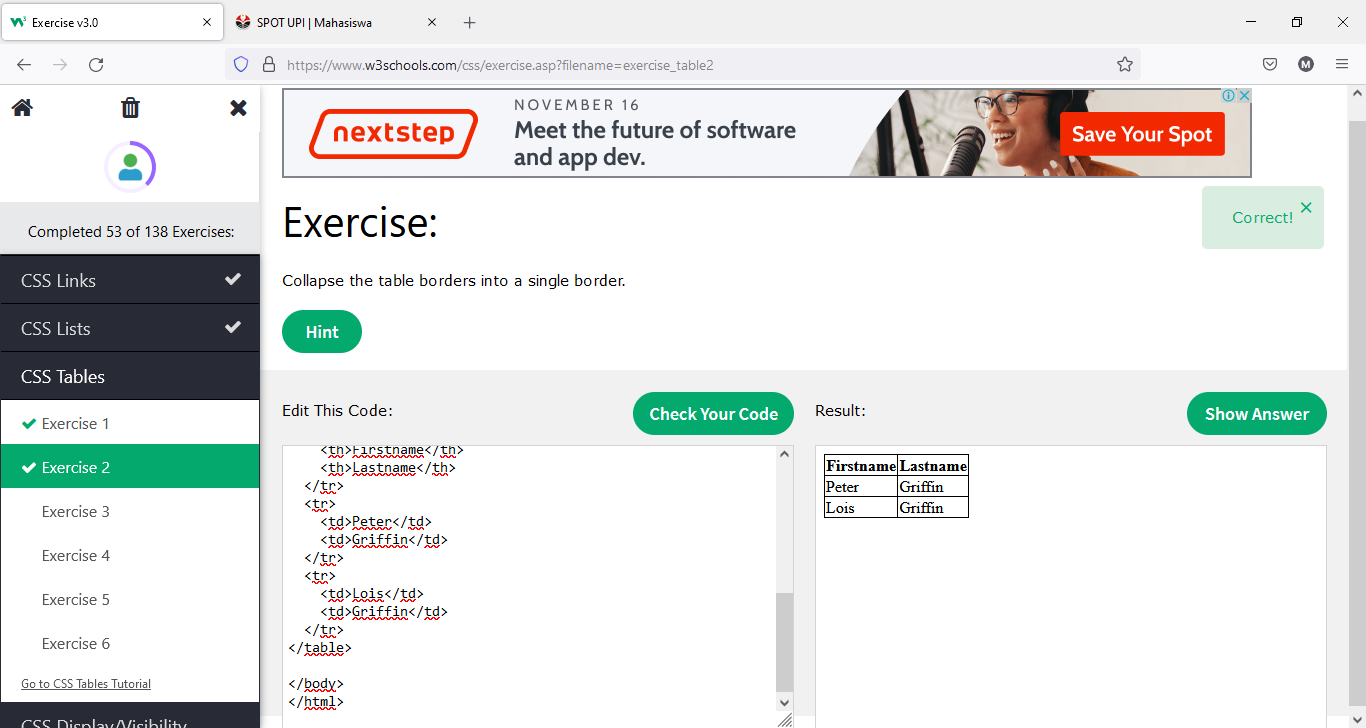 Exercise v3.0
SPOT UPI | Mahasiswa
https://www.w3schools.com/css/exercise.asp?filename=exercise_table2
M
Completed 53 of 138 Exercises:
CSS Links
CSS Lists
CSS Tables
Exercise 1
Exercise 2
Exercise 3
Exercise 4
Exercise 5
Exercise 6
Go to CSS Tables Tutorial
CSS Display/Visibility
nextstep
NOVEMBER 16
Meet the future of software
and app dev.
Save Your Spot
Exercise:
Correct!
Collapse the table borders into a single border.
Hint
Edit This Code:
Check Your Code
<th>Firstname</th>
<th>Lastname</th>
</tr>
<tr>
<td>Peter</td>
<td>Griffin</td>
</tr>
<tr>
<td>Lois</td>
<td>Griffin</td>
</tr>
</table>
</body>
</html>
Result:
Show Answer
Firstname Lastname
Peter Griffin
Lois Griffin